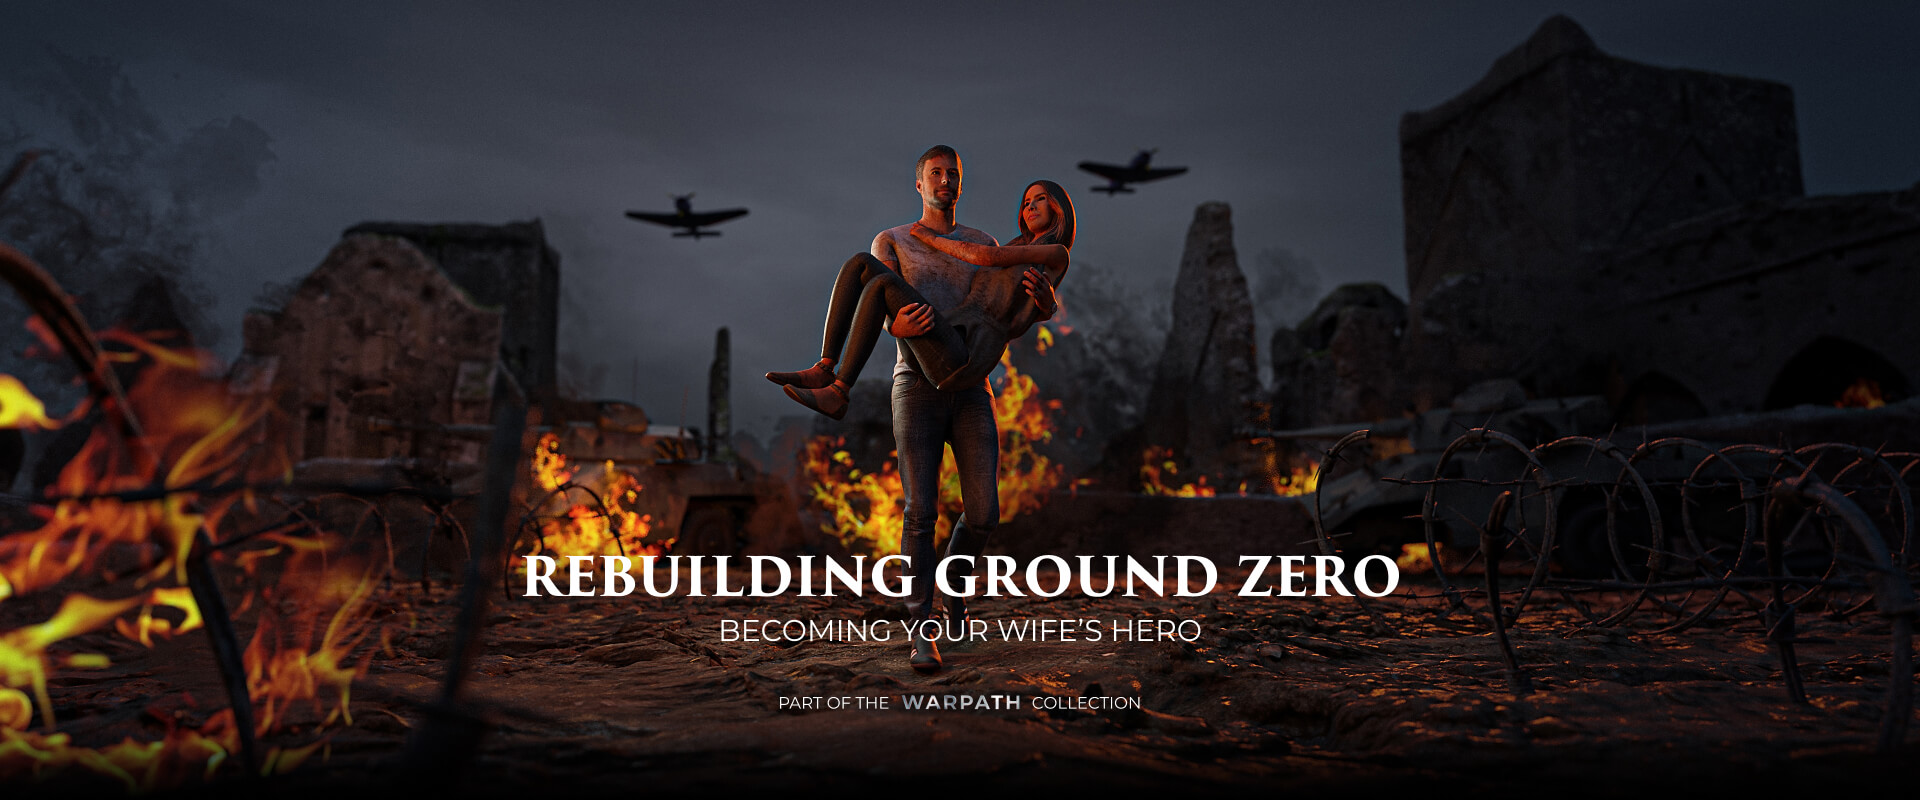 REBUILDING GROUND ZERO
BECOMING YOUR WIFE'S HERO
PART OF THE WARPATH COLLECTION